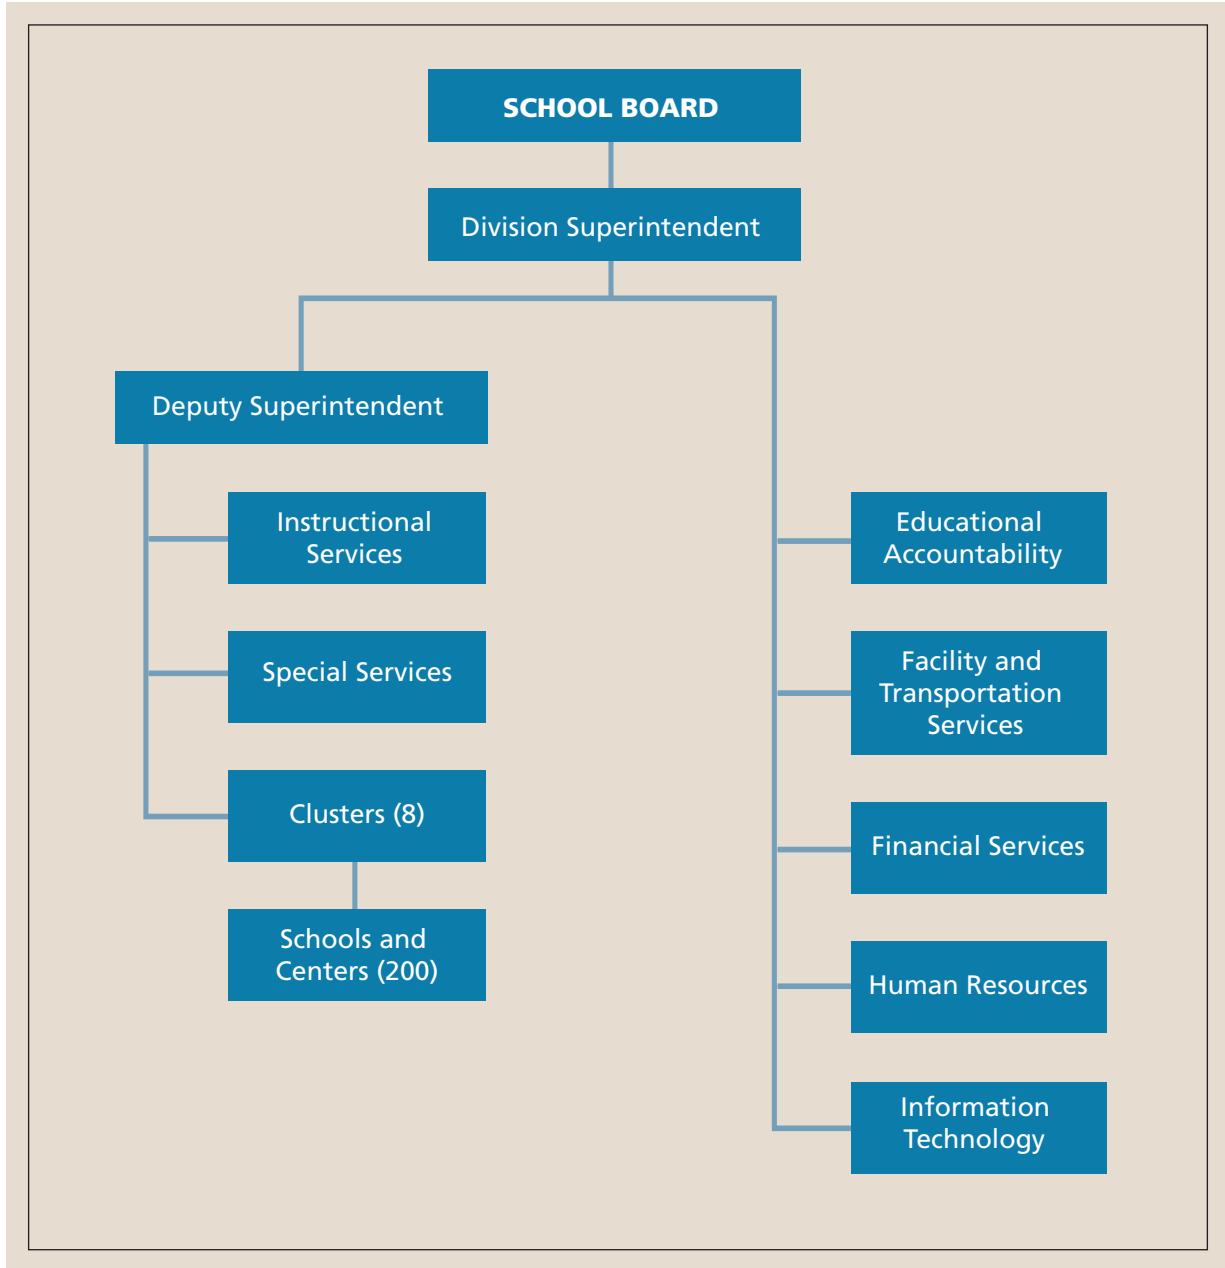 SCHOOL BOARD
Division Superintendent
Deputy Superintendent
Instructional
Services
Special Services
Clusters (8)
Schools and
Centers (200)
Educational
Accountability
Facility and
Transportation
Services
Financial Services
Human Resources
Information
Technology